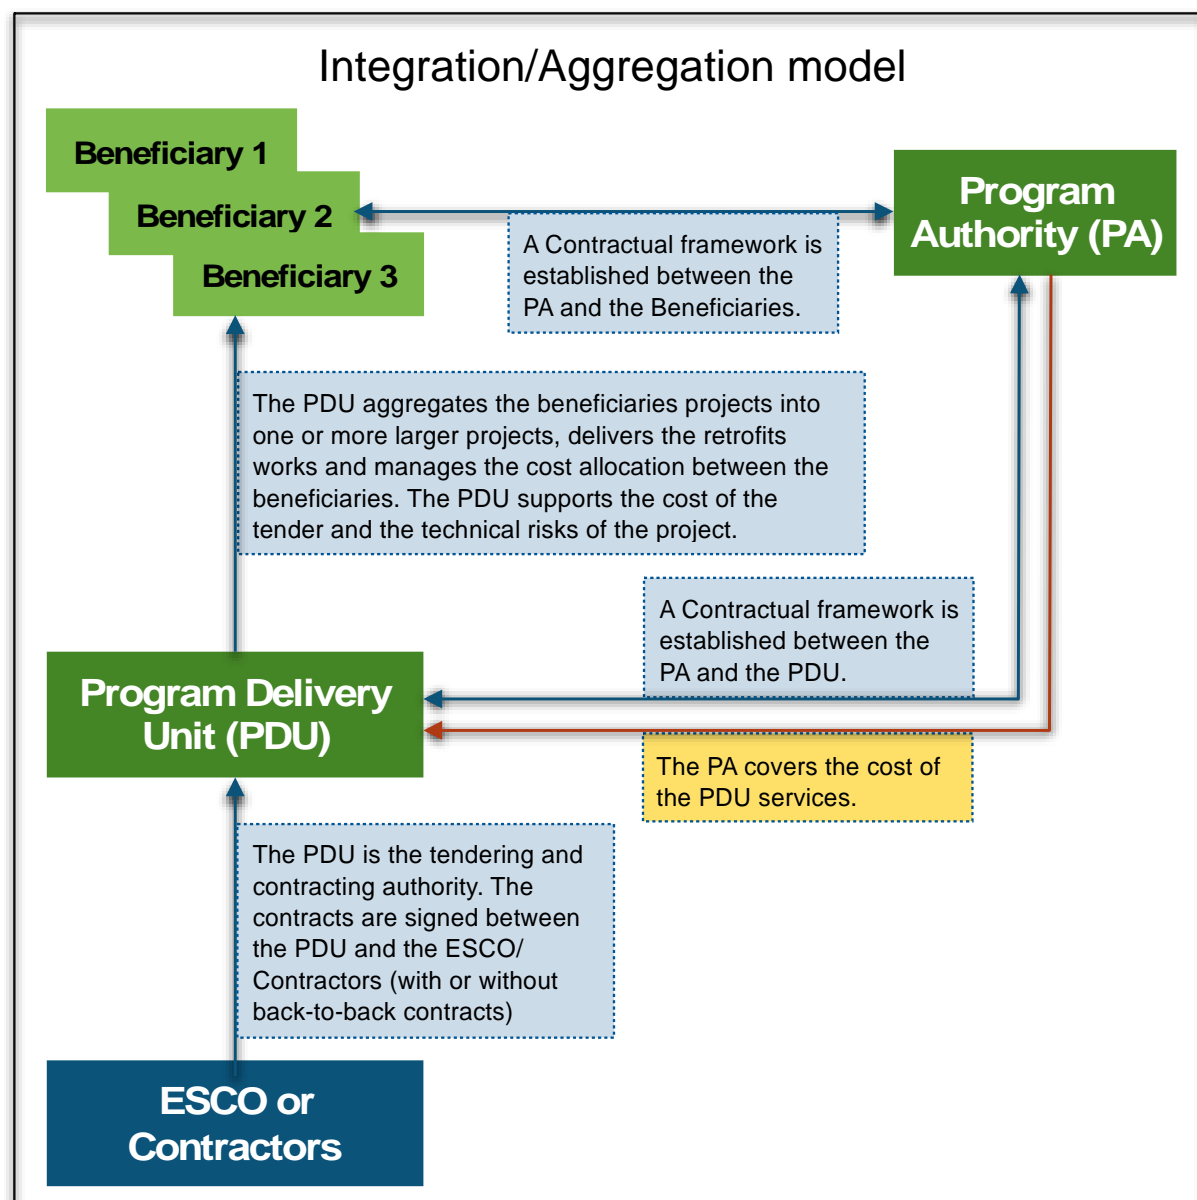 Integration/Aggregation model
Beneficiary 1
Beneficiary 2
Beneficiary 3
Program
Authority (PA)
A Contractual framework is
established between the
PA and the Beneficiaries.
The PDU aggregates the beneficiaries projects into
one or more larger projects, delivers the retrofits
works and manages the cost allocation between the
beneficiaries. The PDU supports the cost of the
tender and the technical risks of the project.
A Contractual framework is
established between the
PA and the PDU.
Program Delivery
Unit (PDU)
The PA covers the cost of
the PDU services.
The PDU is the tendering and
contracting authority. The
contracts are signed between
the PDU and the ESCO/
Contractors (with or without
back-to-back contracts)
ESCO or
Contractors